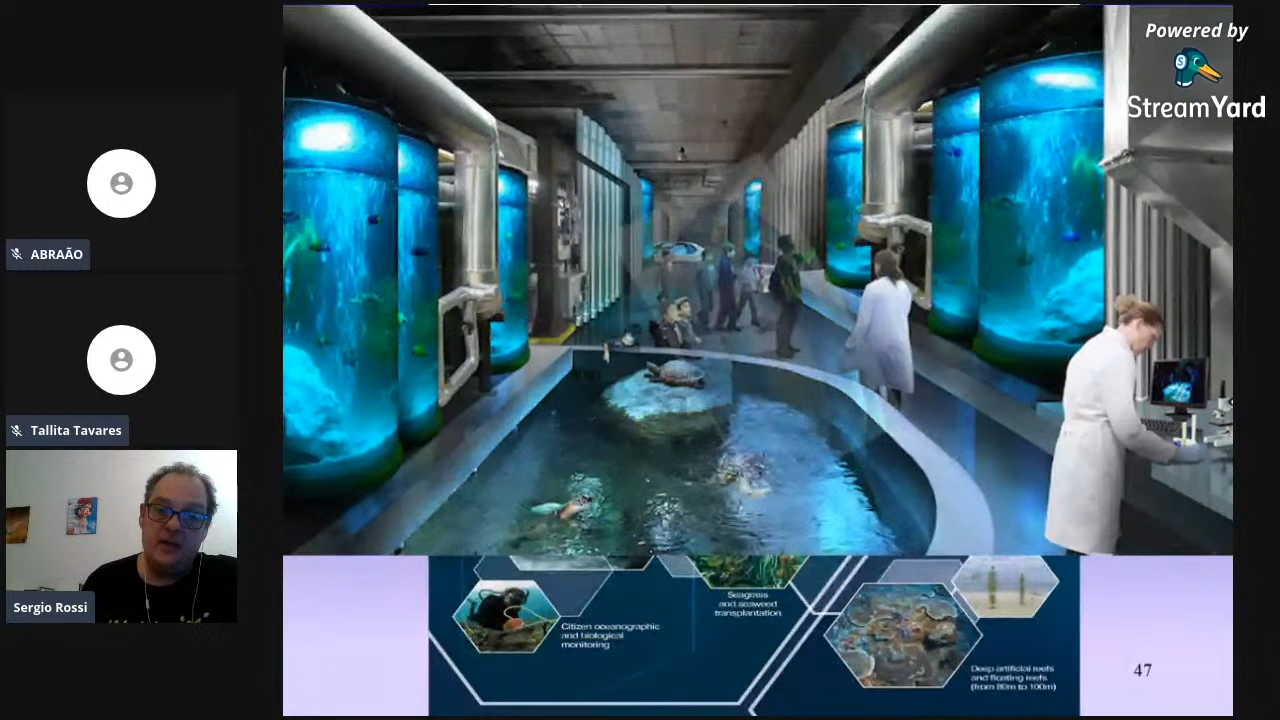 Powered by
StreamYard
ABRAÃO
Tallita Tavares
Sergio Rossi
Citizen oceanographic
and biological
monitoring
Seagrass
and seaweed
transplantation
Deep artificial reefs
and floating reefs
(from 80m to 100m)
47